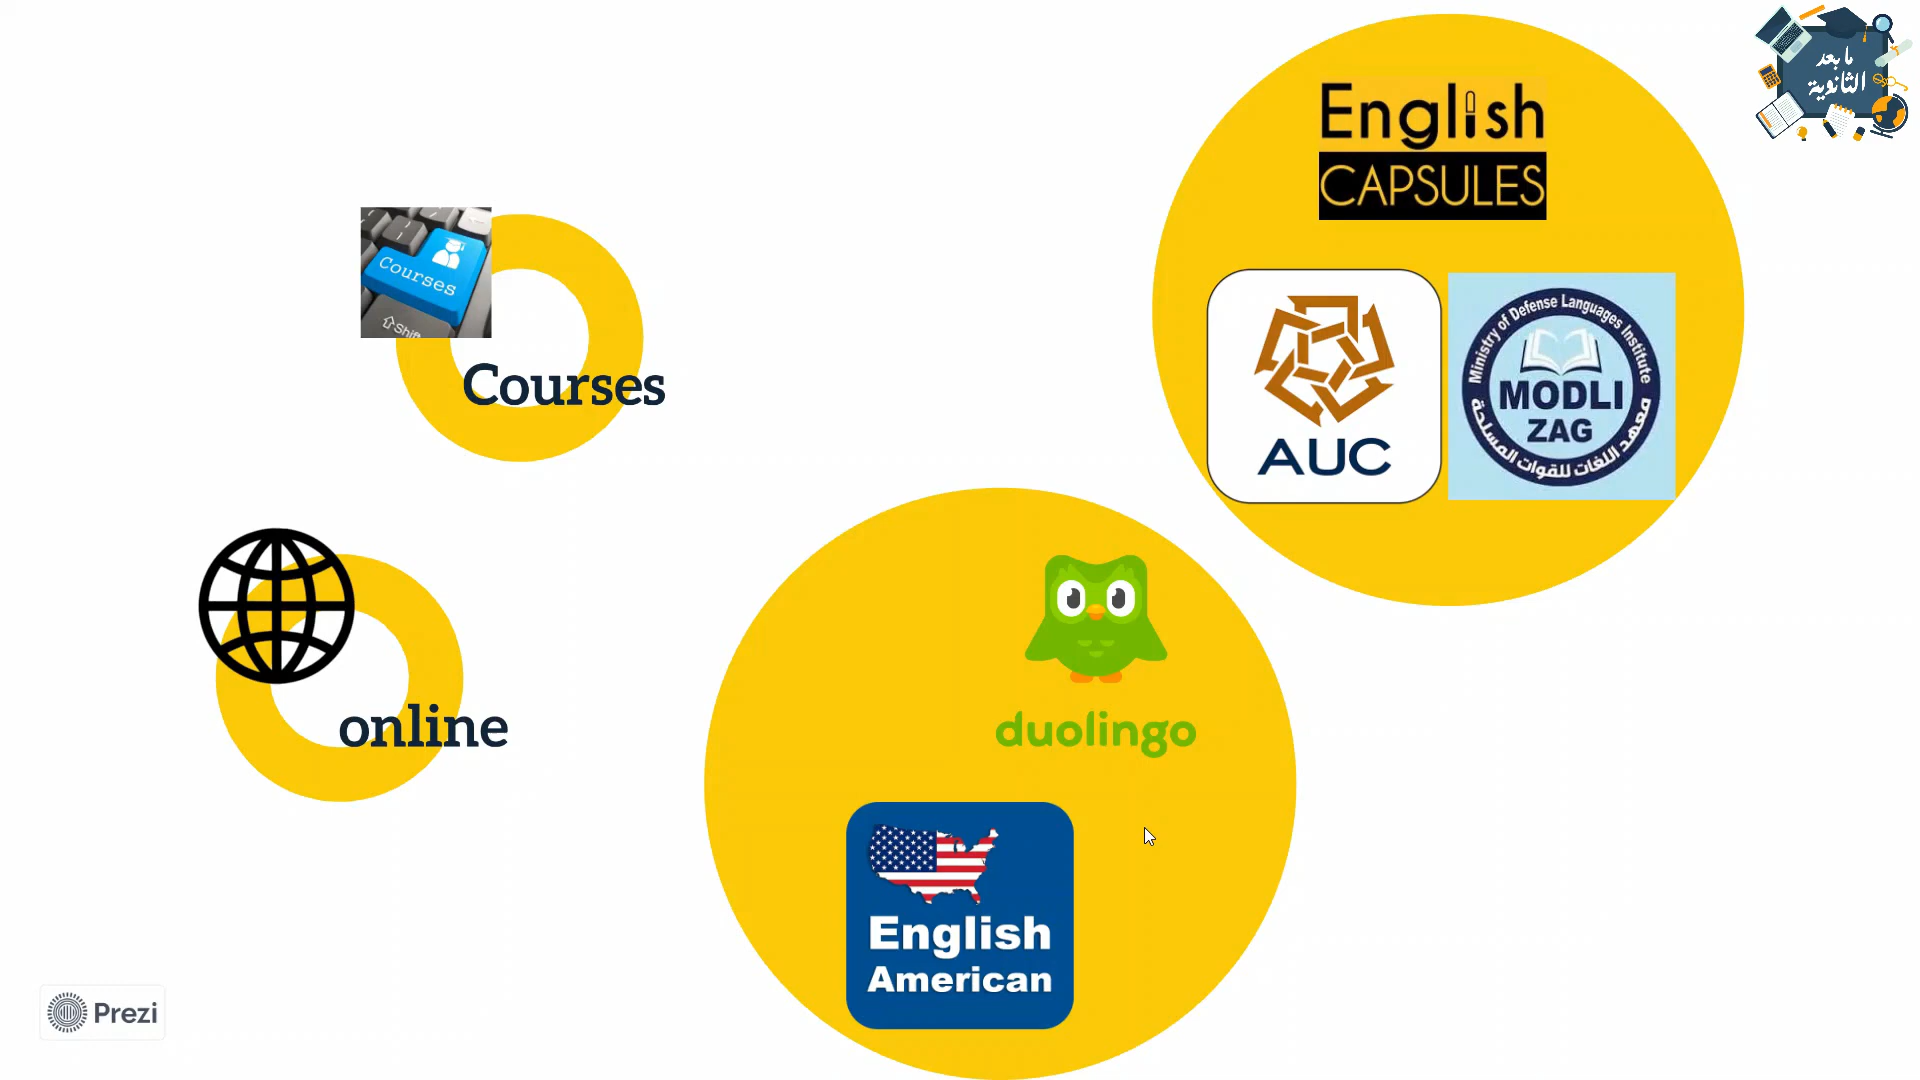 ما بعد
الثانوية
English
CAPSULES
Courses
Shift
Courses
AUC
Ministry of Defense Languages Institute
MODLI
ZAG
معهد اللغات للقوات المسلحة
online
duolingo
English
American
Prezi